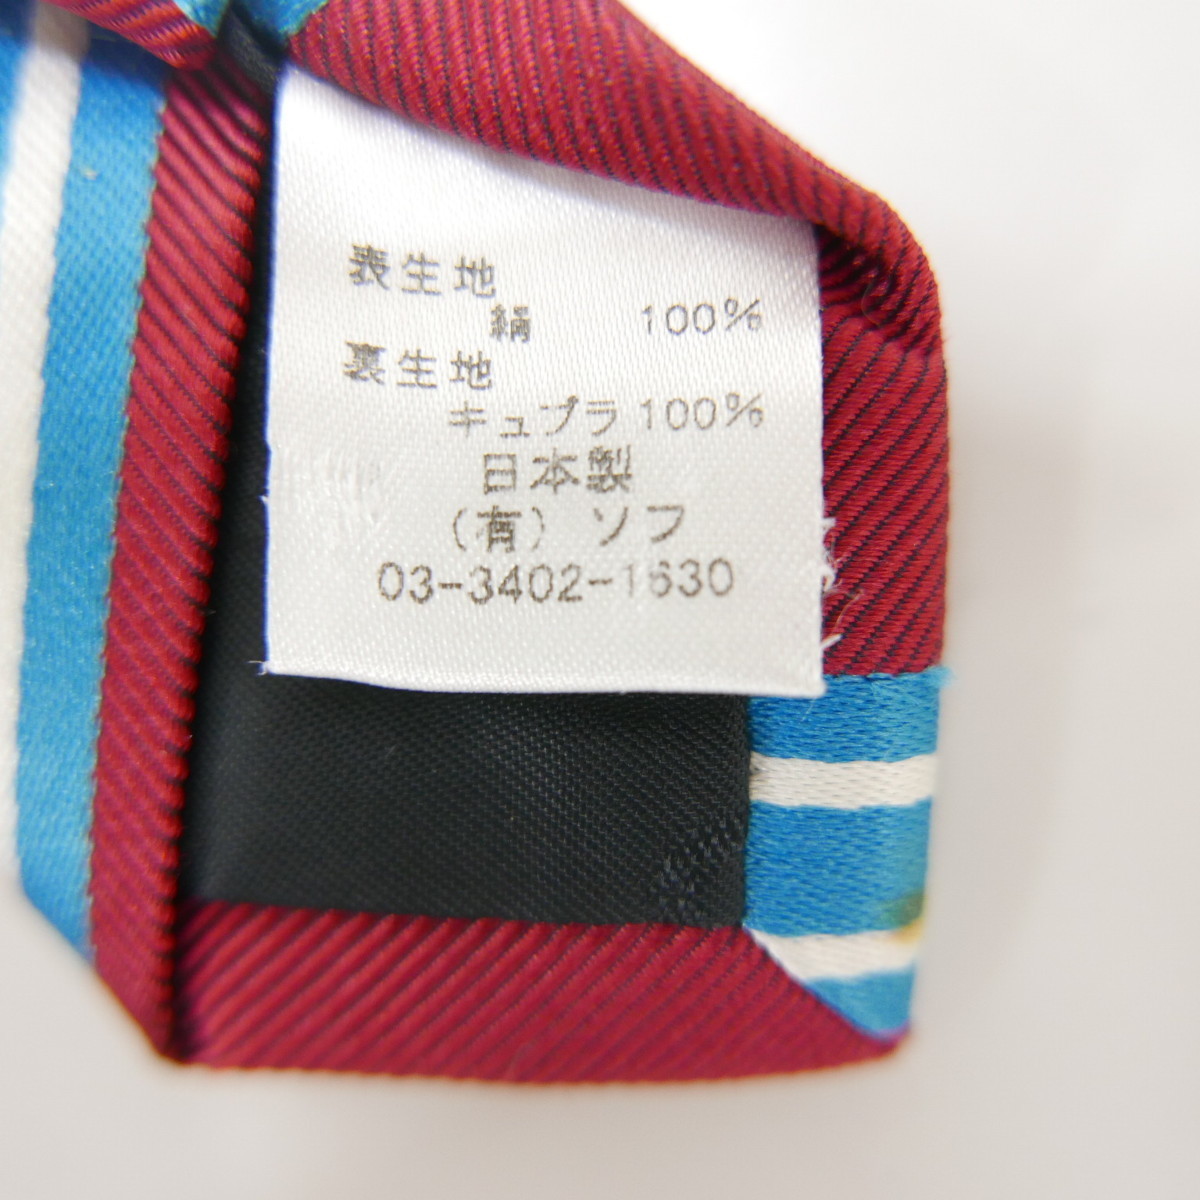 表生地
絹 100%
裏生地
キュプラ 100%
日本製
(有) ソフ
03-3402-1630